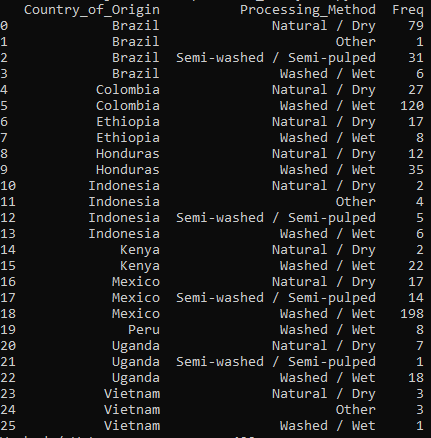 Country_of_Origin Processing_Method Freq
0 Brazil Natural / Dry 79
1 Brazil Other 1
2 Brazil Semi-washed / Semi-pulped 31
3 Brazil Washed / Wet 6
4 Colombia Natural / Dry 27
5 Colombia Washed / Wet 120
6 Ethiopia Natural / Dry 17
7 Ethiopia Washed / Wet 8
8 Honduras Natural / Dry 12
9 Honduras Washed / Wet 35
10 Indonesia Natural / Dry 2
11 Indonesia Other 4
12 Indonesia Semi-washed / Semi-pulped 5
13 Indonesia Washed / Wet 6
14 Kenya Natural / Dry 2
15 Kenya Washed / Wet 22
16 Mexico Natural / Dry 17
17 Mexico Semi-washed / Semi-pulped 14
18 Mexico Washed / Wet 198
19 Peru Washed / Wet 8
20 Uganda Natural / Dry 7
21 Uganda Semi-washed / Semi-pulped 1
22 Uganda Washed / Wet 18
23 Vietnam Natural / Dry 3
24 Vietnam Other 3
25 Vietnam Washed / Wet 1